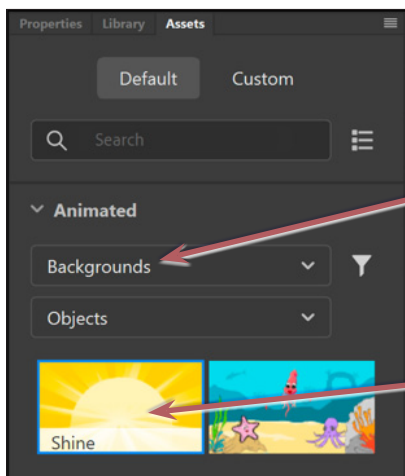 Properties Library Assets
Default Custom
Search
Animated
Backgrounds
Objects
Shine